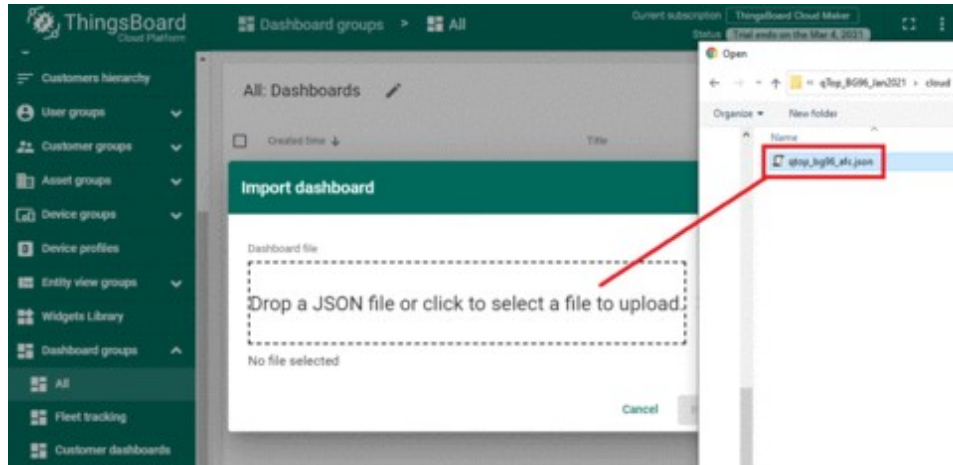 ThingsBoard
Cloud Platform
Dashboard groups > All
Current subscription ThingsBoard Cloud Maker
Status Trial ends on the Mar 4, 2021
Customers hierarchy
User groups
Customer groups
Asset groups
Device groups
Device profiles
Entity view groups
Widgets Library
Dashboard groups
All
Fleet tracking
Customer dashboards
All: Dashboards
Created time
Title
Import dashboard
Dashboard file
Drop a JSON file or click to select a file to upload.
No file selected
Cancel
Open
qTop_BG96_Jan2021 > cloud
Organize
New folder
Name
qtop_bg96_afc.json